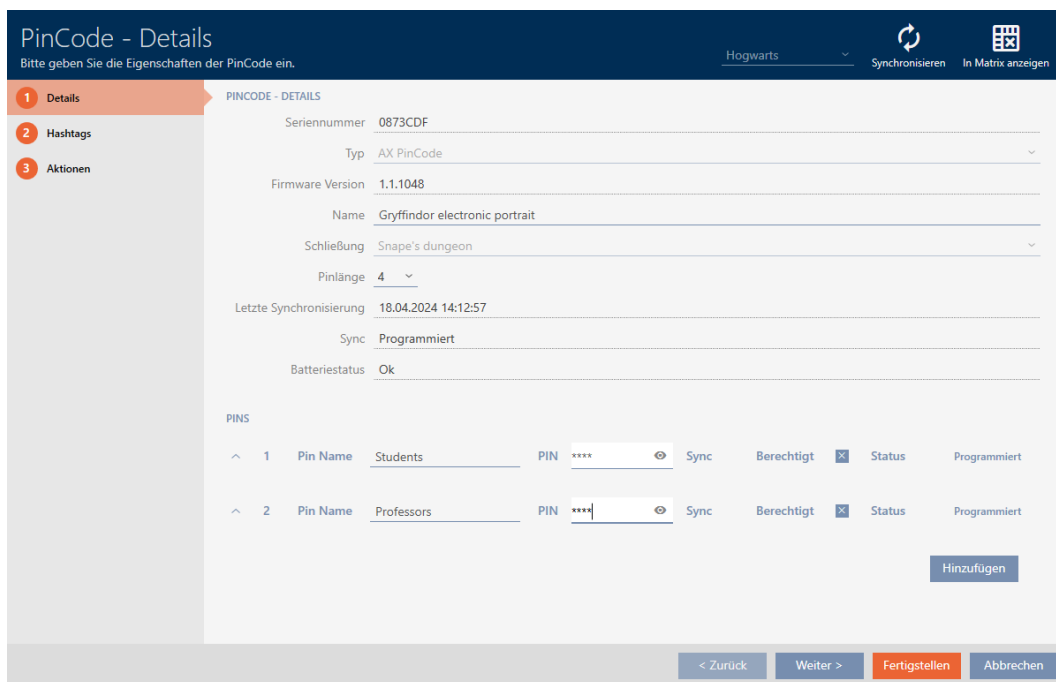 PinCode - Details
Bitte geben Sie die Eigenschaften der PinCode ein.
Hogwarts
Synchronisieren
In Matrix anzeigen
1 Details
2 Hashtags
3 Aktionen
PINCODE - DETAILS
Seriennummer 0873CDF
Typ AX PinCode
Firmware Version 1.1.1048
Name Gryffindor electronic portrait
Schließung Snape's dungeon
Pinlänge 4
Letzte Synchronisierung 18.04.2024 14:12:57
Sync Programmiert
Batteriestatus Ok
PINS
1 Pin Name Students PIN **** Sync Berechtigt Status Programmiert
2 Pin Name Professors PIN **** Sync Berechtigt Status Programmiert
Hinzufügen
< Zurück Weiter > Fertigstellen Abbrechen